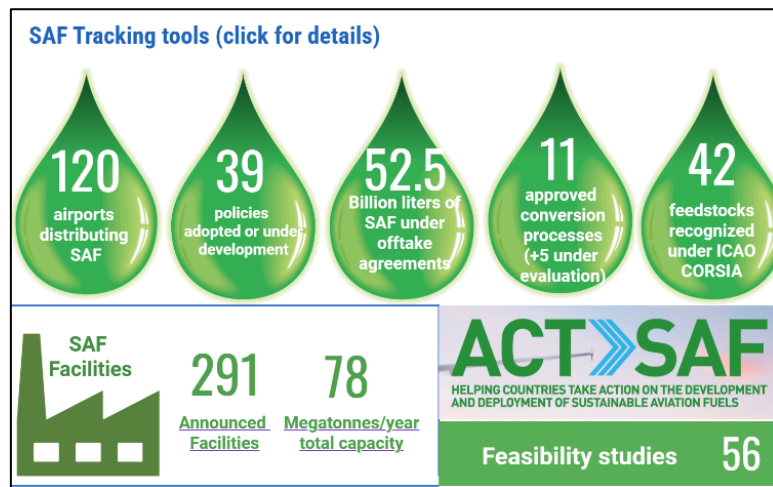 SAF Tracking tools (click for details)
120
airports
distributing
SAF
39
policies
adopted or under
development
52.5
Billion liters of
SAF under
offtake
agreements
11
approved
conversion
processes
(+5 under
evaluation)
42
feedstocks
recognized
under ICAO
CORSIA
SAF
Facilities
291
Announced
Facilities
78
Megatonnes/year
total capacity
ACT SAF
HELPING COUNTRIES TAKE ACTION ON THE DEVELOPMENT
AND DEPLOYMENT OF SUSTAINABLE AVIATION FUELS
Feasibility studies 56